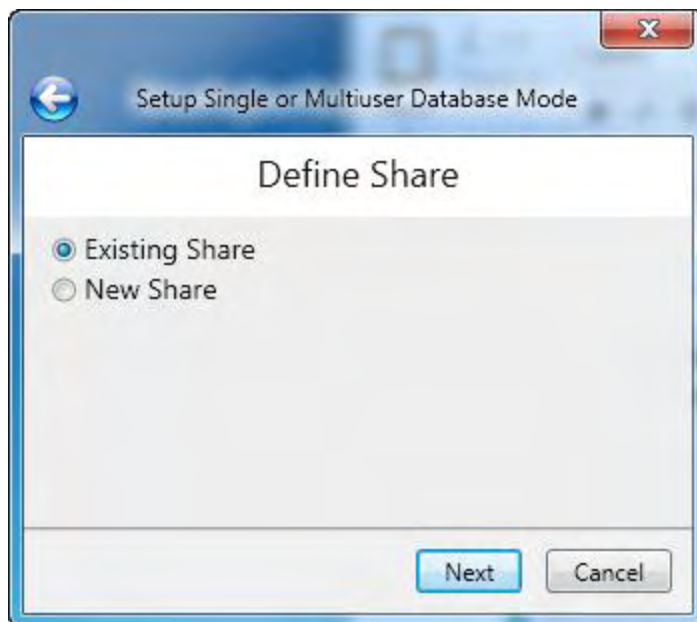 Setup Single or Multiuser Database Mode
Define Share
Existing Share
New Share
Next Cancel